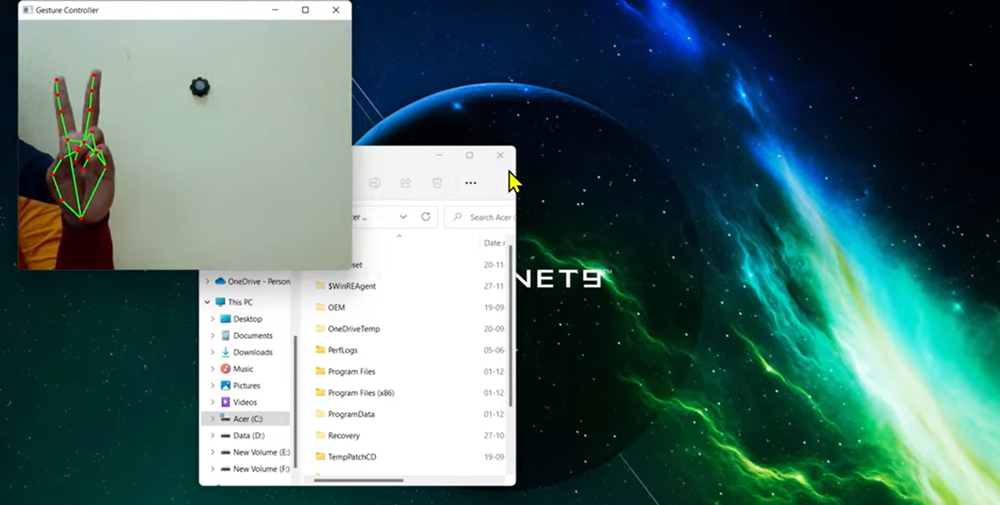 Gesture Controller
cer ...
Search Acer (
Date r
set
20-11-
OneDrive - Person
$WinREAgent
27-11-
This PC
OEM
19-09-
Desktop
OneDriveTemp
20-09-
Documents
PerfLogs
05-06-
Downloads
Music
Program Files
01-12-
Pictures
Program Files (x86)
01-12-
Videos
ProgramData
01-12-
Acer (C:)
Recovery
27-10-
Data (D:)
New Volume (E:)
TempPatchCD
19-09-
New Volume (F:)
NET9™